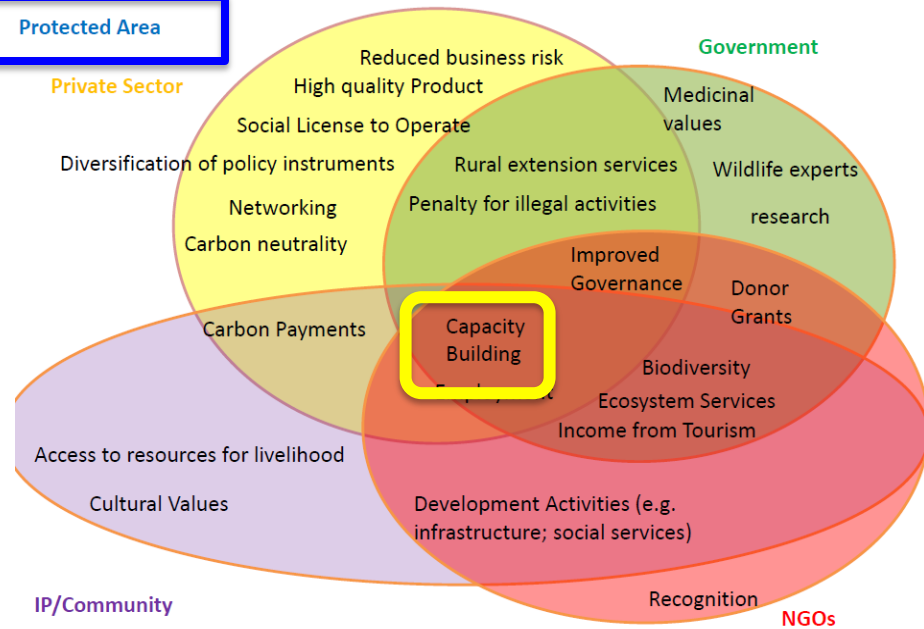 Protected Area
Government
Private Sector
Reduced business risk
High quality Product
Medicinal
values
Social License to Operate
Diversification of policy instruments
Rural extension services
Wildlife experts
Networking
Penalty for illegal activities
research
Carbon neutrality
Improved
Governance
Donor
Grants
Carbon Payments
Capacity
Building
Biodiversity
Ecosystem Services
Income from Tourism
Access to resources for livelihood
Cultural Values
Development Activities (e.g.
infrastructure; social services)
IP/Community
Recognition
NGOs